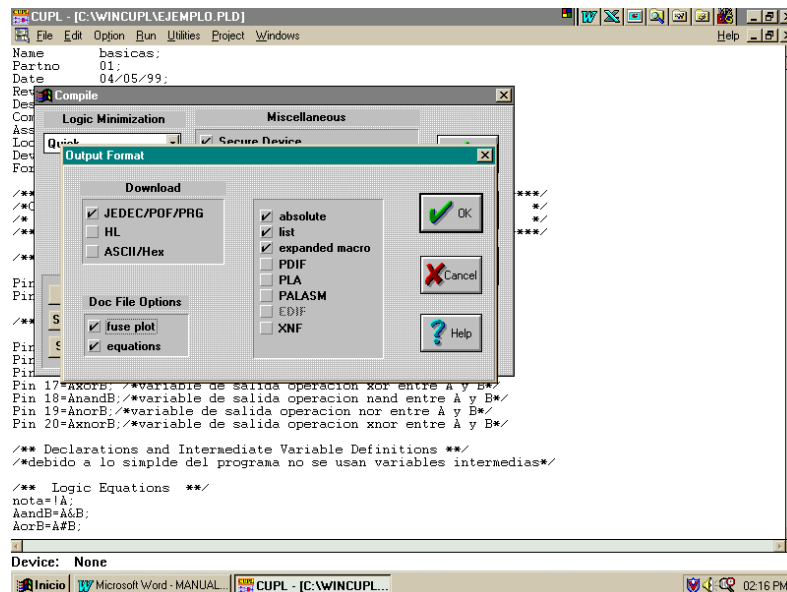 CUPL - [C:\WINCUPL\EJEMPLO.PLD]
File Edit Option Run Utilities Project Windows Help
Name basicas;
Partno 01;
Date 04/05/99;
Compile
Logic Minimization
Miscellaneous
Quick
Secure Device
Output Format
Download
JEDEC/POF/PRG
HL
ASCII/Hex
Doc File Options
fuse plot
equations
absolute
list
expanded macro
PDIF
PLA
PALASM
EDIF
XNF
OK
Cancel
Help
Pin 17=AxorB; /*variable de salida operacion xor entre A y B*/
Pin 18=AnandB;/*variable de salida operacion nand entre A y B*/
Pin 19=AnorB;/*variable de salida operacion nor entre A y B*/
Pin 20=AxnorB;/*variable de salida operacion xnor entre A y B*/
/** Declarations and Intermediate Variable Definitions **/
/*debido a lo simplde del programa no se usan variables intermedias*/
/** Logic Equations **/
nota=!A;
AandB=A&B;
AorB=A#B;
Device: None
Inicio
Microsoft Word - MANUAL...
CUPL - [C:\WINCUPL...
02:16 PM